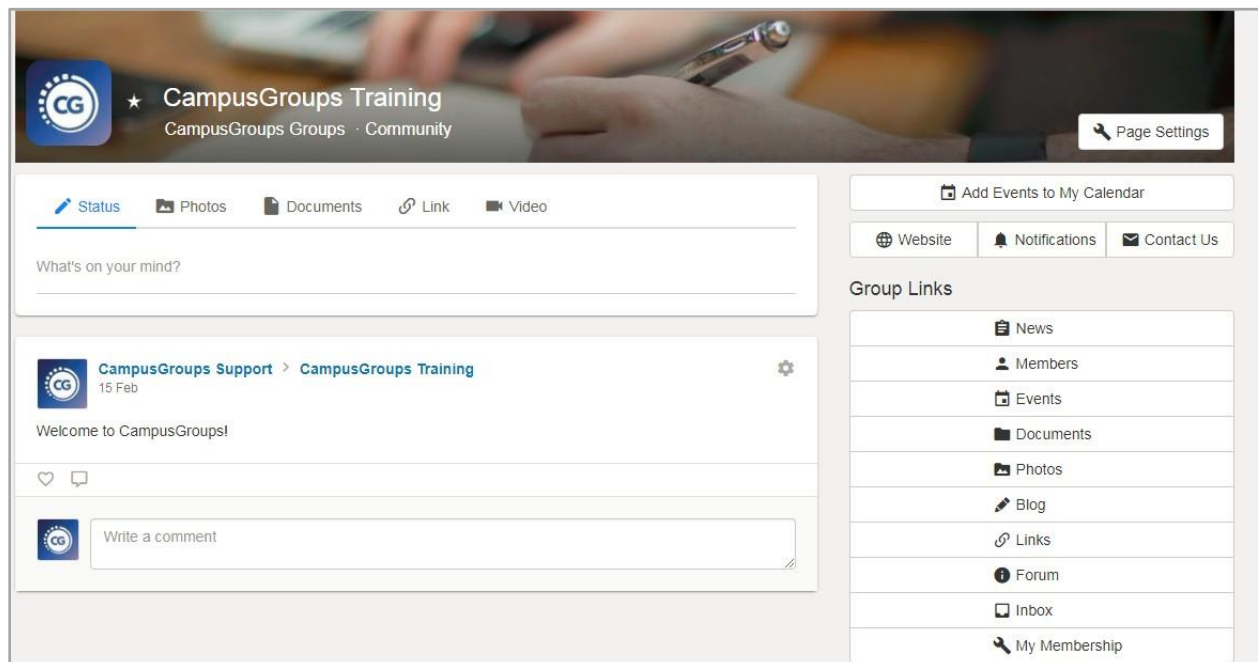 CG
CampusGroups Training
CampusGroups Groups · Community
Page Settings
Status Photos Documents Link Video
What's on your mind?
CG
CampusGroups Support > CampusGroups Training
15 Feb
Welcome to CampusGroups!
CG
Write a comment
Add Events to My Calendar
Website Notifications Contact Us
Group Links
News
Members
Events
Documents
Photos
Blog
Links
Forum
Inbox
My Membership